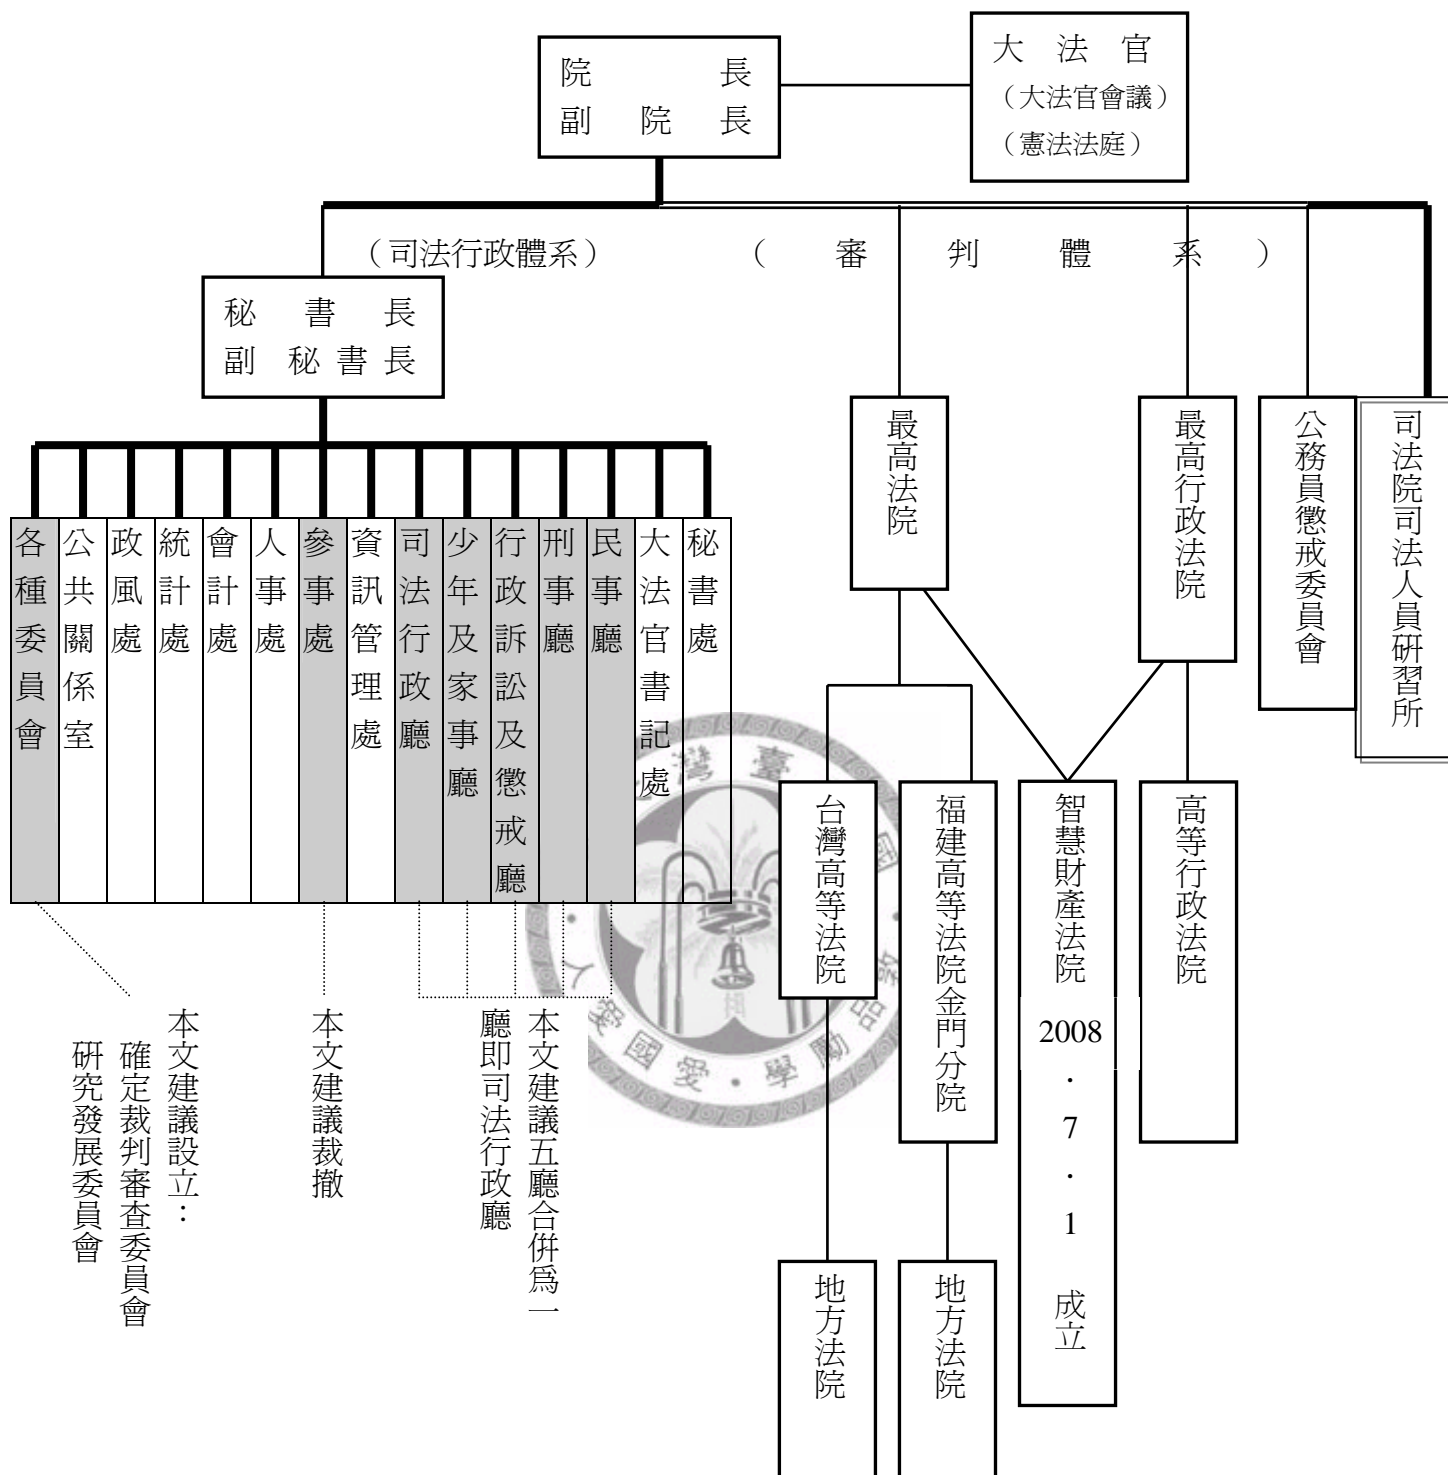 院長
副院長
大法官
（大法官會議）
（憲法法庭）
（司法行政體系）
（審判體系）
秘書長
副秘書長
各種委員會
公共關係室
政風處
統計處
會計處
人事處
參事處
資訊管理處
司法行政廳
少年及家事廳
行政訴訟及懲戒廳
刑事廳
民事廳
大法官書記處
秘書處
最高法院
最高行政法院
公務員懲戒委員會
司法院司法人員研習所
台灣高等法院
福建高等法院金門分院
智慧財產法院 2008．7．1 成立
高等行政法院
地方法院
地方法院
本文建議設立：
確定裁判審查委員會
研究發展委員會
本文建議裁撤
本文建議五廳合併為一
廳即司法行政廳
灣臺
國
愛國愛・學勵品敦
人